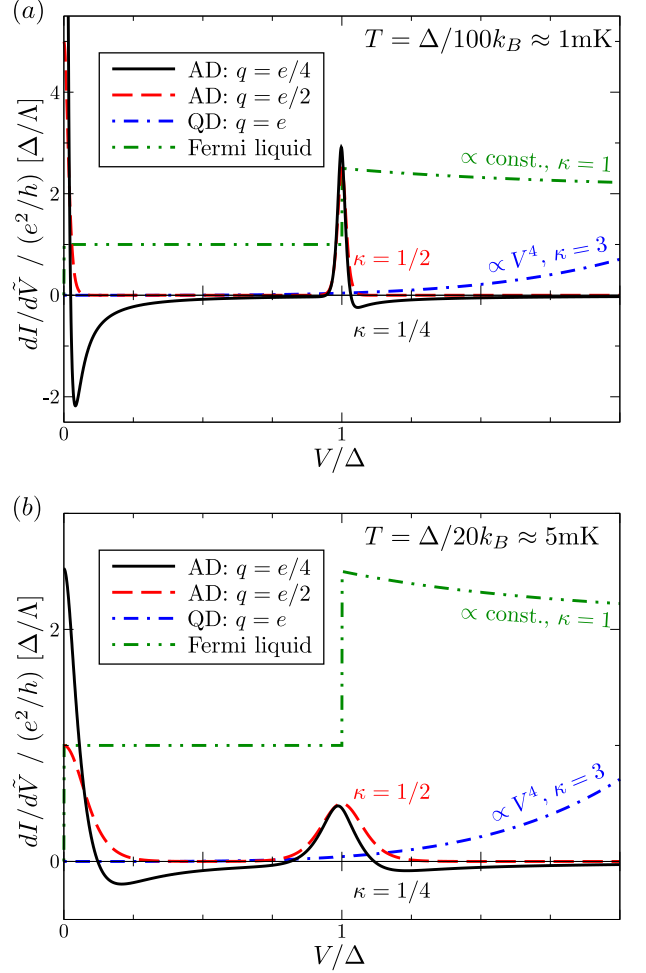 (a)
T = Δ/100k_B ≈ 1mK
AD: q = e/4
AD: q = e/2
QD: q = e
Fermi liquid
∝ const., κ = 1
κ = 1/2
∝V⁴, κ = 3
κ = 1/4
dI/dṼ / (e²/h) [Δ/Λ]
4
2
0
-2
0
1
V/Δ
(b)
T = Δ/20k_B ≈ 5mK
AD: q = e/4
AD: q = e/2
QD: q = e
Fermi liquid
∝ const., κ = 1
κ = 1/2
∝V⁴, κ = 3
κ = 1/4
dI/dṼ / (e²/h) [Δ/Λ]
2
0
0
1
V/Δ